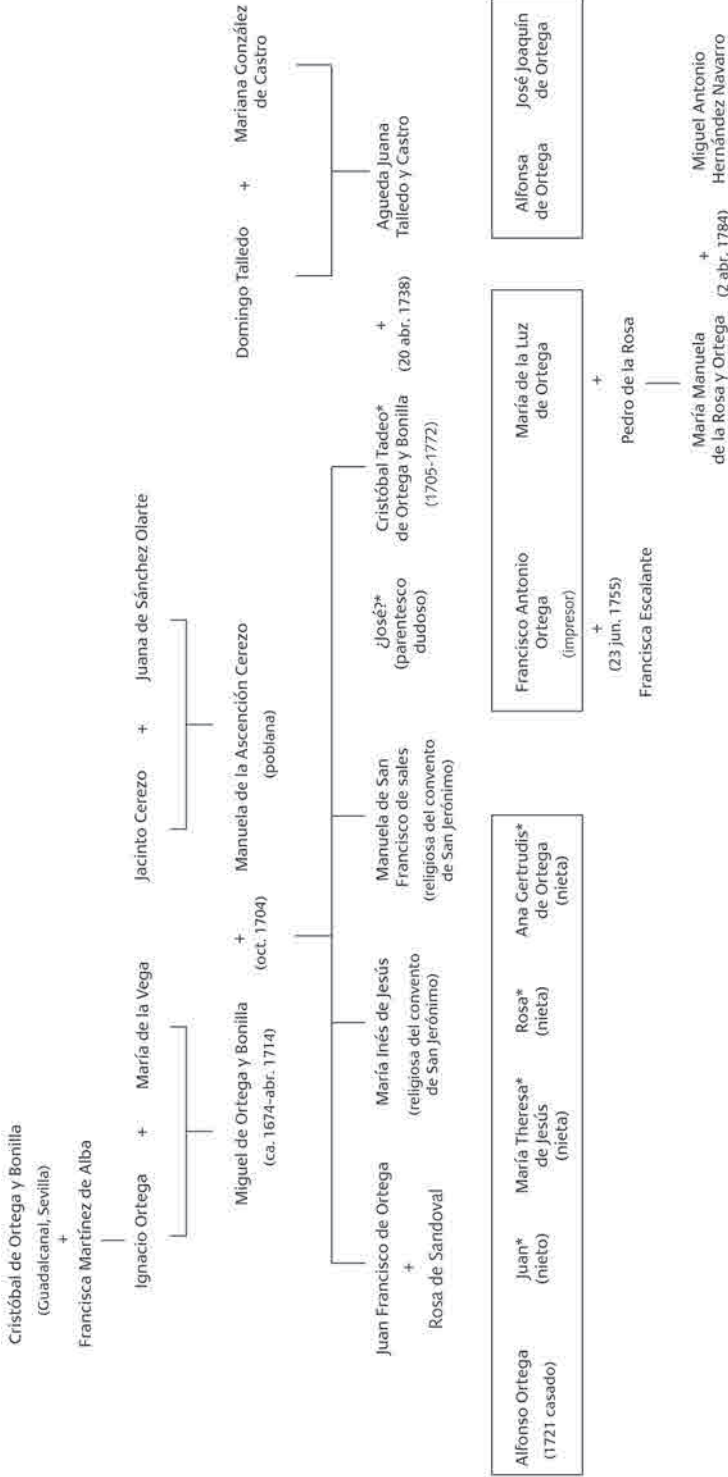 Cristóbal de Ortega y Bonilla
(Guadalcanal, Sevilla)
+
Francisca Martínez de Alba
Ignacio Ortega + María de la Vega
Jacinto Cerezo + Juana de Sánchez Olarte
Miguel de Ortega y Bonilla
(ca. 1674-abr. 1714)
+
(oct. 1704)
Manuela de la Ascención Cerezo
(poblana)
Domingo Talledo + Mariana González
de Castro
Juan Francisco de Ortega
+
Rosa de Sandoval
María Inés de Jesús
(religiosa del convento
de San Jerónimo)
Manuela de San
Francisco de sales
(religiosa del convento
de San Jerónimo)
¿José?*
(parentesco
dudoso)
Cristóbal Tadeo*
de Ortega y Bonilla
(1705-1772)
+
(20 abr. 1738)
Agueda Juana
Talledo y Castro
Alfonso Ortega
(1721 casado)
Juan*
(nieto)
María Theresa*
de Jesús
(nieta)
Rosa*
(nieta)
Ana Gertrudis*
de Ortega
(nieta)
Francisco Antonio
Ortega
(impresor)
+
(23 jun. 1755)
Francisca Escalante
María de la Luz
de Ortega
+
Pedro de la Rosa
Alfonsa
de Ortega
José Joaquín
de Ortega
María Manuela
de la Rosa y Ortega
+
(2 abr. 1784)
Miguel Antonio
Hernández Navarro